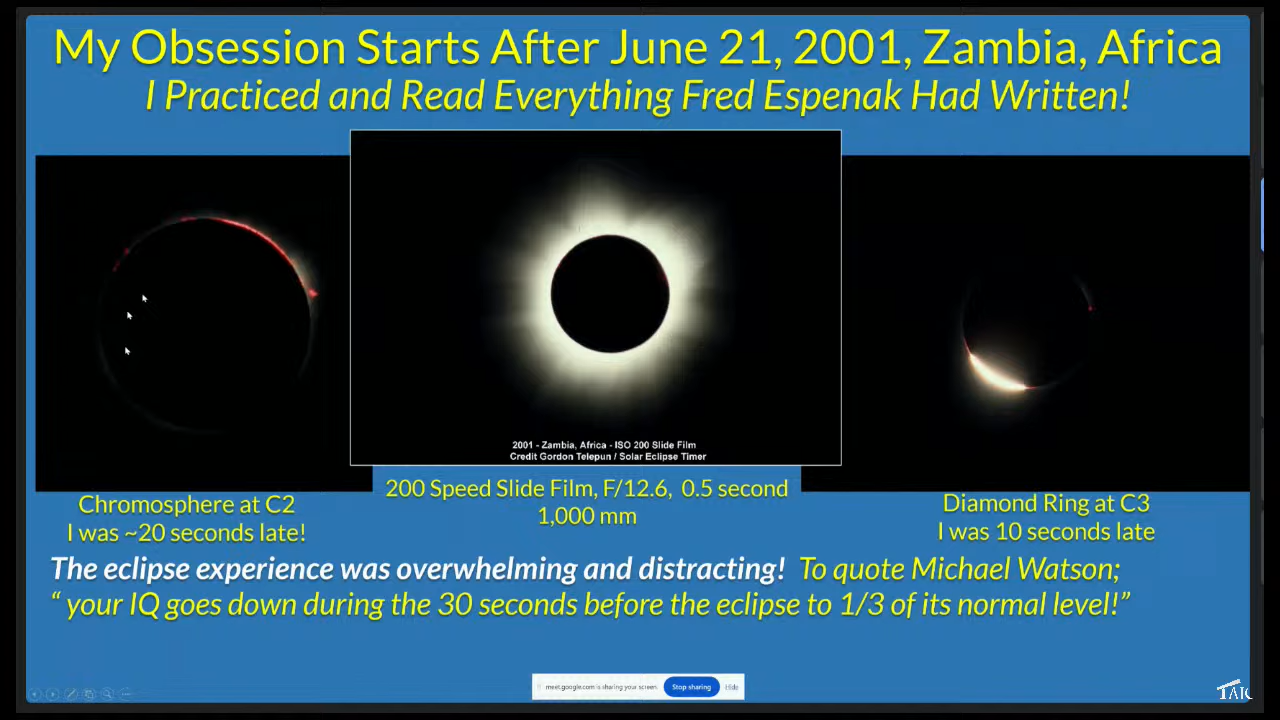 My Obsession Starts After June 21, 2001, Zambia, Africa
I Practiced and Read Everything Fred Espenak Had Written!
2001 - Zambia, Africa - ISO 200 Slide Film
Credit Gordon Telepun / Solar Eclipse Timer
Chromosphere at C2
I was ~20 seconds late!
200 Speed Slide Film, F/12.6, 0.5 second
1,000 mm
Diamond Ring at C3
I was 10 seconds late
The eclipse experience was overwhelming and distracting! To quote Michael Watson;
“ your IQ goes down during the 30 seconds before the eclipse to 1/3 of its normal level!”
meet.google.com is sharing your screen. Stop sharing Hide